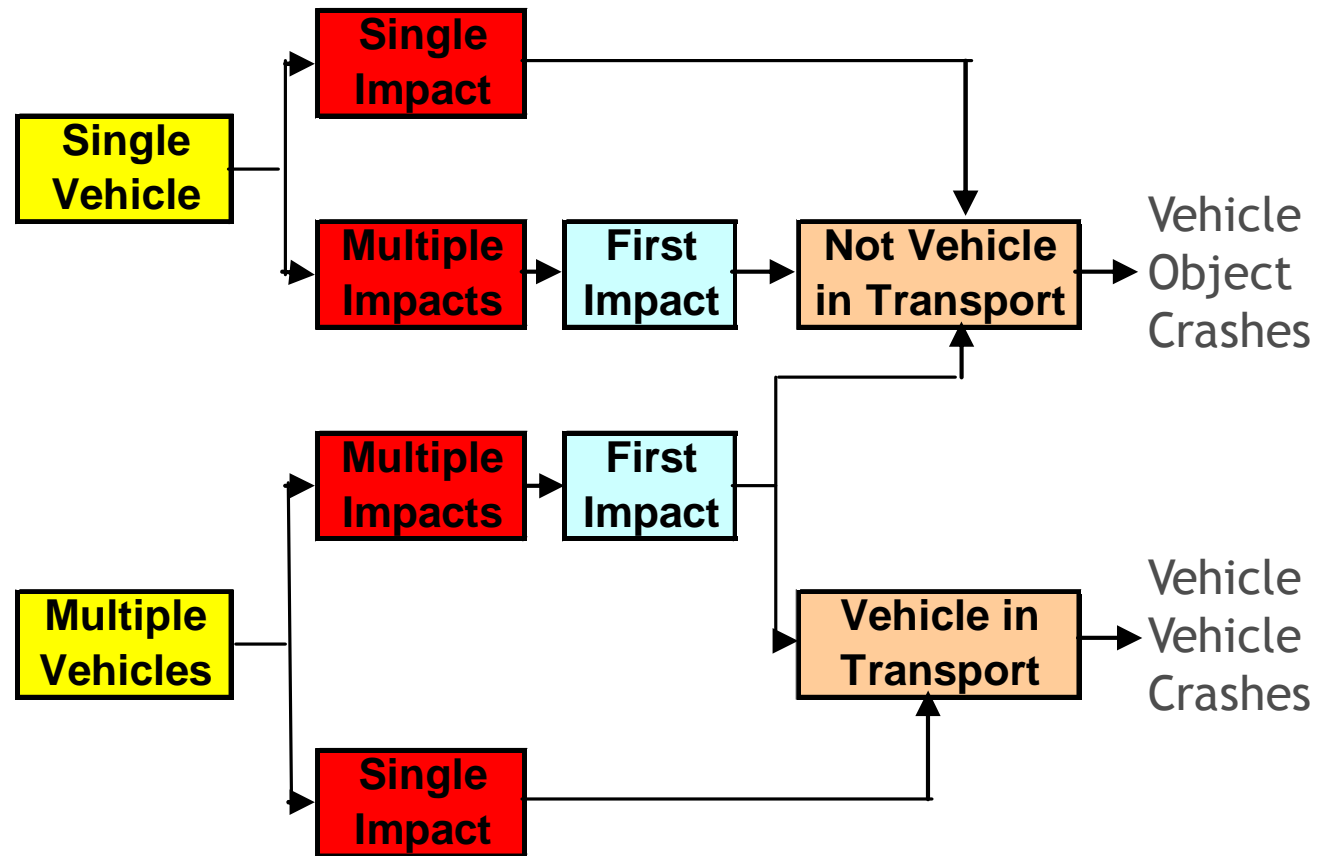 Single
Impact
Single
Vehicle
Multiple
Impacts
First
Impact
Not Vehicle
in Transport
Vehicle
Object
Crashes
Multiple
Impacts
First
Impact
Multiple
Vehicles
Vehicle in
Transport
Vehicle
Vehicle
Crashes
Single
Impact